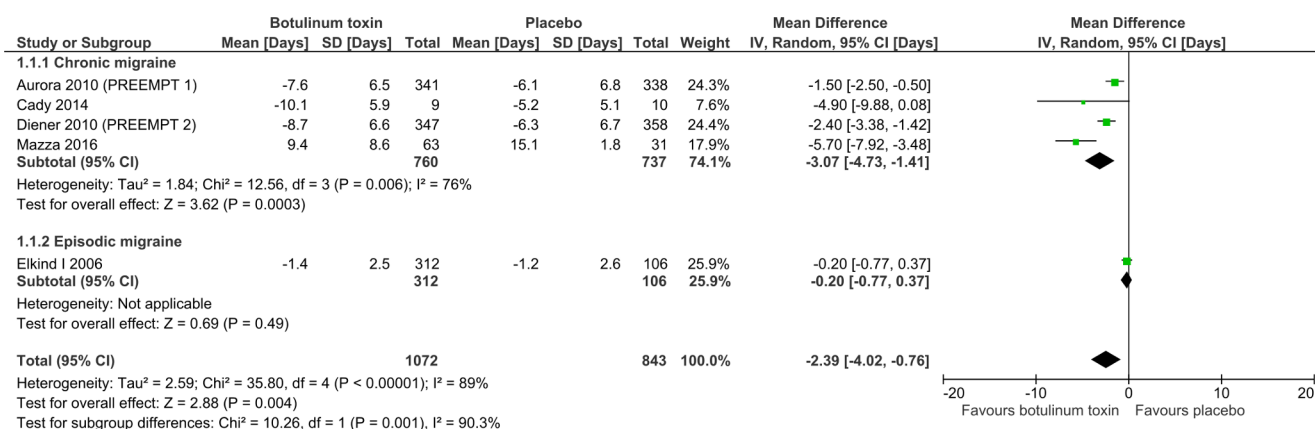 Botulinum toxin Placebo Mean Difference Mean Difference
Study or Subgroup Mean [Days] SD [Days] Total Mean [Days] SD [Days] Total Weight IV, Random, 95% CI [Days] IV, Random, 95% CI [Days]
1.1.1 Chronic migraine
Aurora 2010 (PREEMPT 1) -7.6 6.5 341 -6.1 6.8 338 24.3% -1.50 [-2.50, -0.50]
Cady 2014 -10.1 5.9 9 -5.2 5.1 10 7.6% -4.90 [-9.88, 0.08]
Diener 2010 (PREEMPT 2) -8.7 6.6 347 -6.3 6.7 358 24.4% -2.40 [-3.38, -1.42]
Mazza 2016 9.4 8.6 63 15.1 1.8 31 17.9% -5.70 [-7.92, -3.48]
Subtotal (95% CI) 760 737 74.1% -3.07 [-4.73, -1.41]
Heterogeneity: Tau² = 1.84; Chi² = 12.56, df = 3 (P = 0.006); I² = 76%
Test for overall effect: Z = 3.62 (P = 0.0003)
1.1.2 Episodic migraine
Elkind I 2006 -1.4 2.5 312 -1.2 2.6 106 25.9% -0.20 [-0.77, 0.37]
Subtotal (95% CI) 312 106 25.9% -0.20 [-0.77, 0.37]
Heterogeneity: Not applicable
Test for overall effect: Z = 0.69 (P = 0.49)
Total (95% CI) 1072 843 100.0% -2.39 [-4.02, -0.76]
Heterogeneity: Tau² = 2.59; Chi² = 35.80, df = 4 (P < 0.00001); I² = 89%
Test for overall effect: Z = 2.88 (P = 0.004)
Test for subgroup differences: Chi² = 10.26, df = 1 (P = 0.001), I² = 90.3%
-20 -10 0 10 20
Favours botulinum toxin Favours placebo